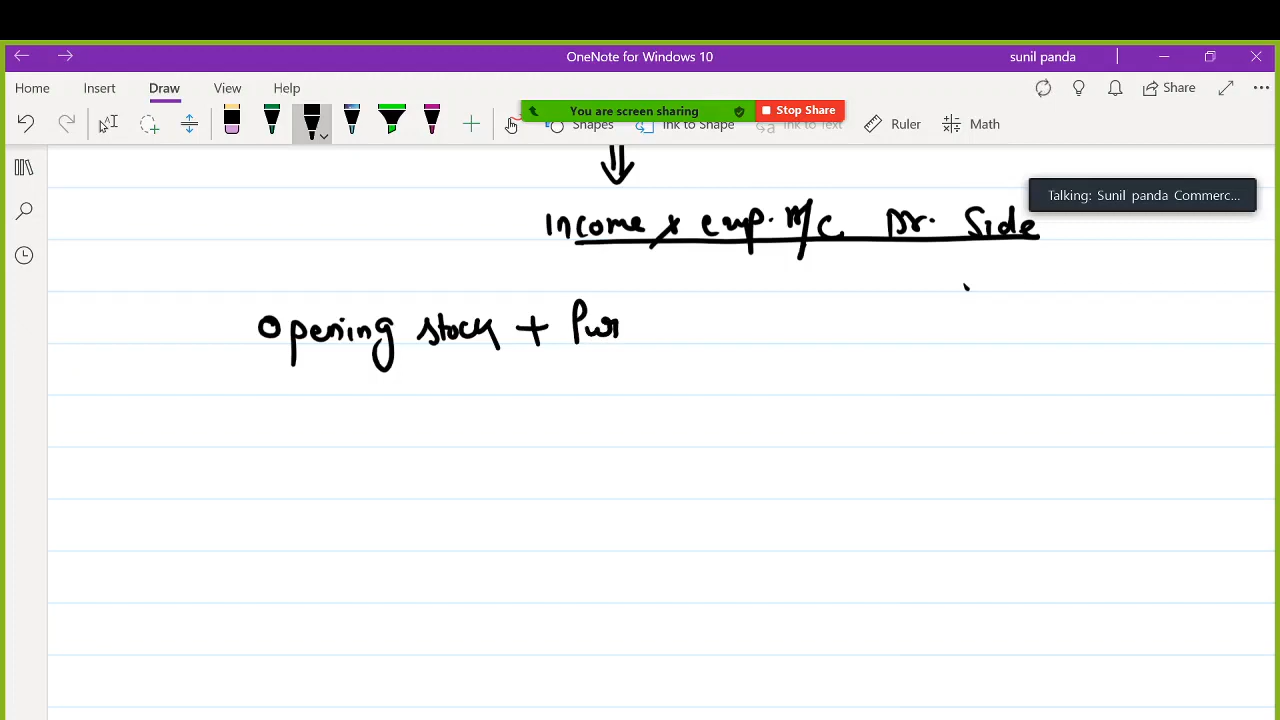 OneNote for Windows 10
sunil panda
Home Insert Draw View Help
Share
You are screen sharing
Stop Share
Shapes Ink to Shape Ink to Text Ruler Math
Talking: Sunil panda Commerc...
Income x exp. A/C Dr. Side
Opening stock + Pur